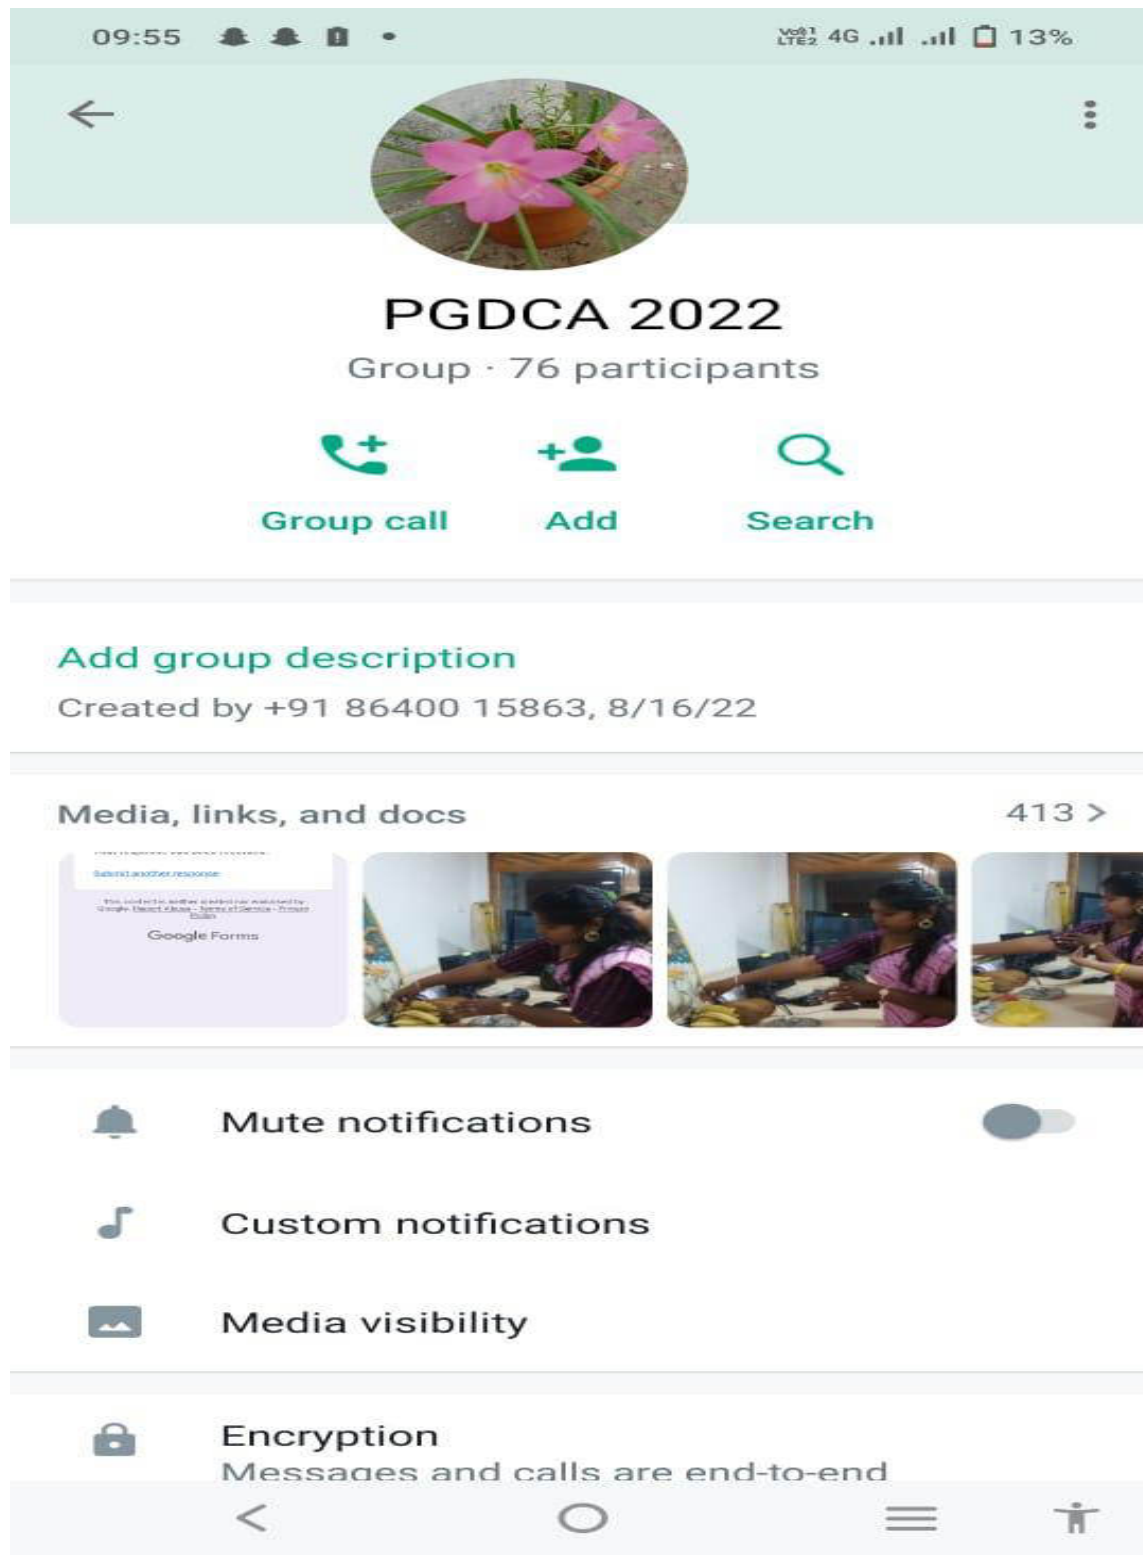 09:55 4G 13%
PGDCA 2022
Group · 76 participants
Group call Add Search
Add group description
Created by +91 86400 15863, 8/16/22
Media, links, and docs 413 >
Submit another response
Google Forms
Mute notifications
Custom notifications
Media visibility
Encryption
Messages and calls are end-to-end